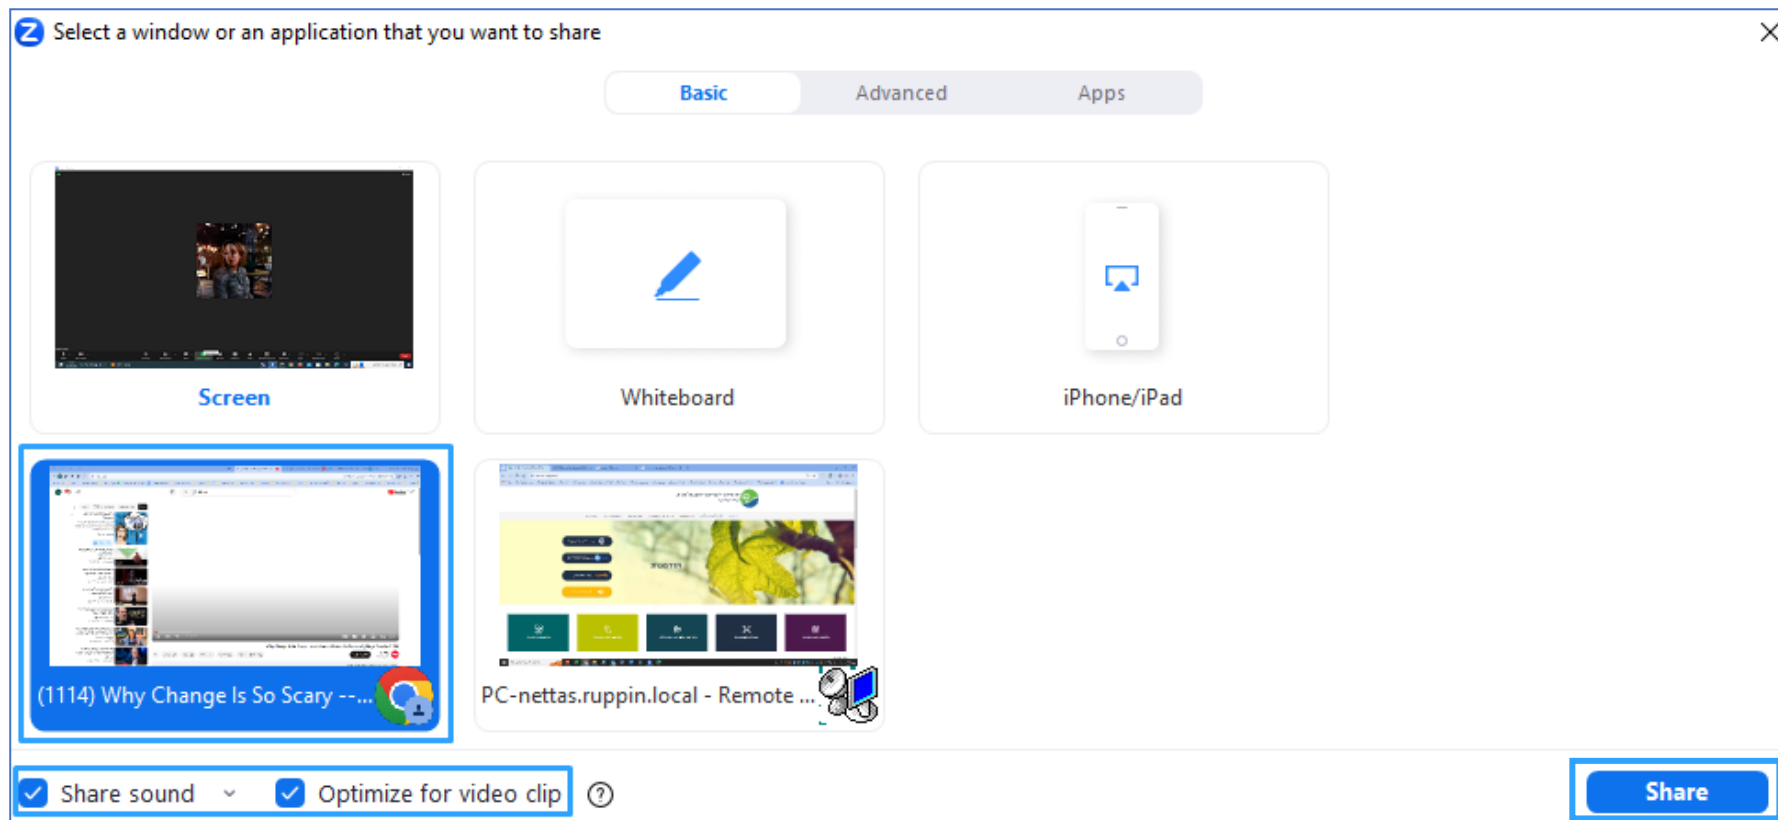 Select a window or an application that you want to share
Basic Advanced Apps
Screen
Whiteboard
iPhone/iPad
(1114) Why Change Is So Scary --...
PC-nettas.ruppin.local - Remote ...
Share sound Optimize for video clip
Share